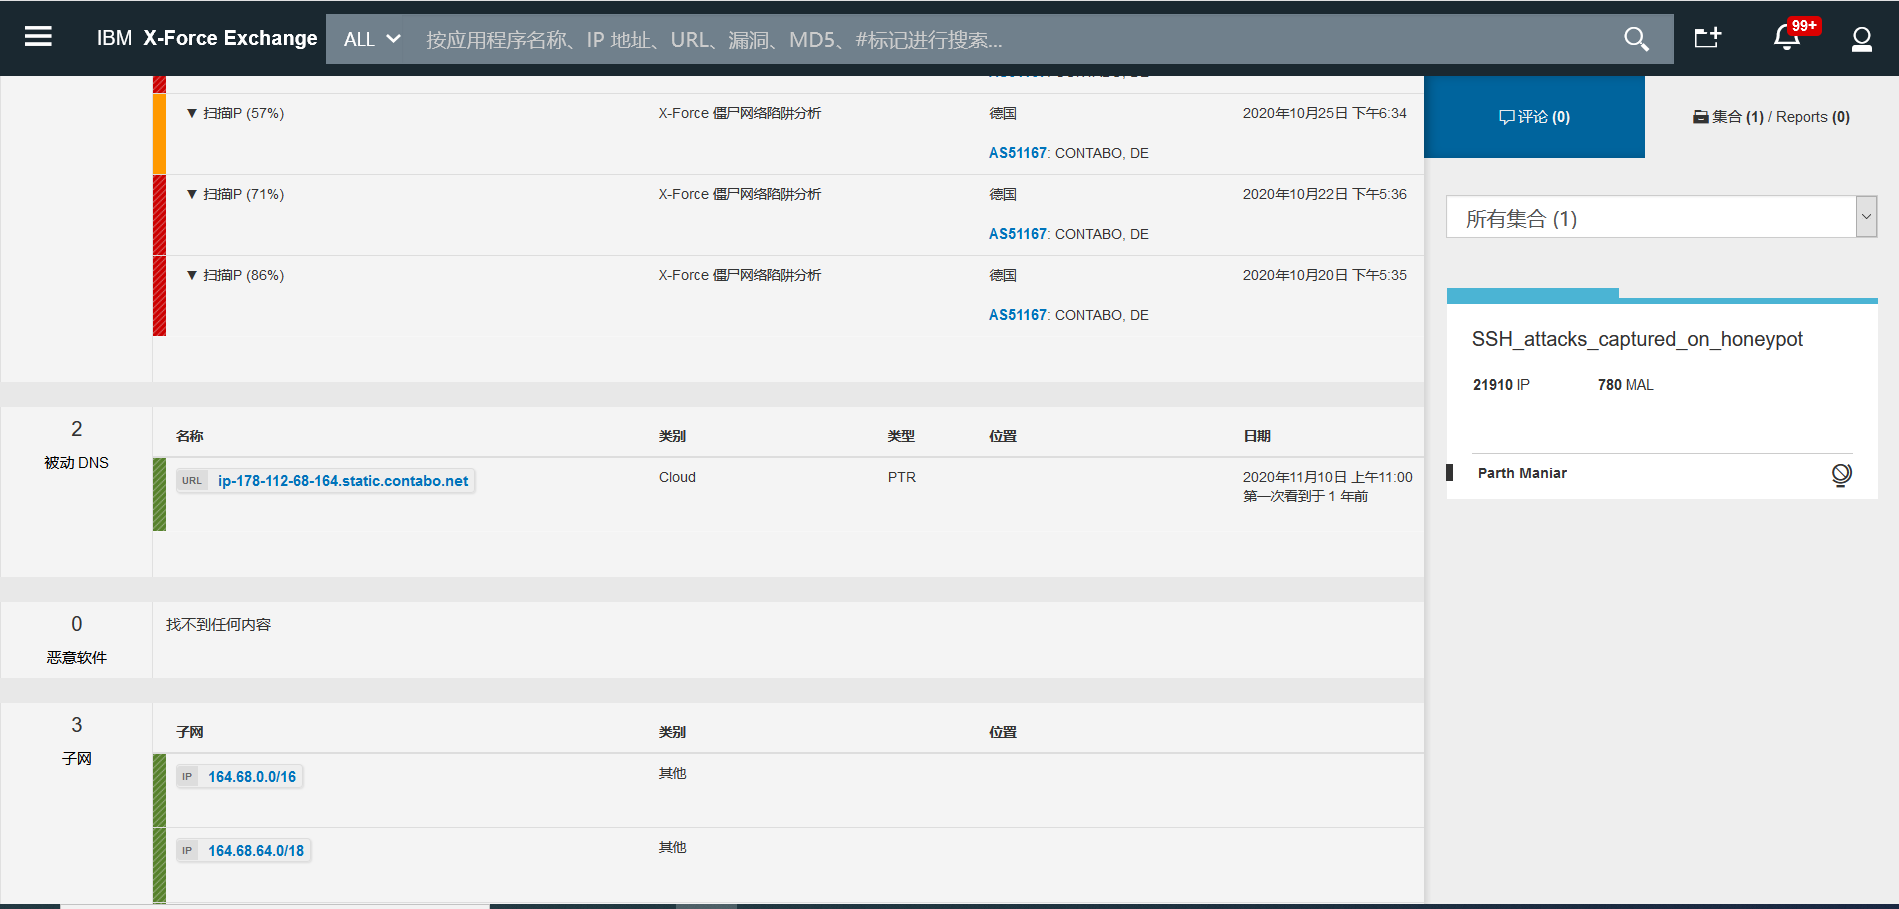 IBM X-Force Exchange
ALL
按应用程序名称、IP 地址、URL、漏洞、MD5、#标记进行搜索...
99+
▼ 扫描IP (57%) X-Force 僵尸网络陷阱分析 德国 2020年10月25日 下午6:34
AS51167: CONTABO, DE
▼ 扫描IP (71%) X-Force 僵尸网络陷阱分析 德国 2020年10月22日 下午5:36
AS51167: CONTABO, DE
▼ 扫描IP (86%) X-Force 僵尸网络陷阱分析 德国 2020年10月20日 下午5:35
AS51167: CONTABO, DE
2
被动 DNS
名称 类别 类型 位置 日期
URL ip-178-112-68-164.static.contabo.net Cloud PTR 2020年11月10日 上午11:00
第一次看到于 1 年前
0
恶意软件
找不到任何内容
3
子网
子网 类别 位置
IP 164.68.0.0/16 其他
IP 164.68.64.0/18 其他
评论 (0)
集合 (1) / Reports (0)
所有集合 (1)
SSH_attacks_captured_on_honeypot
21910 IP 780 MAL
Parth Maniar